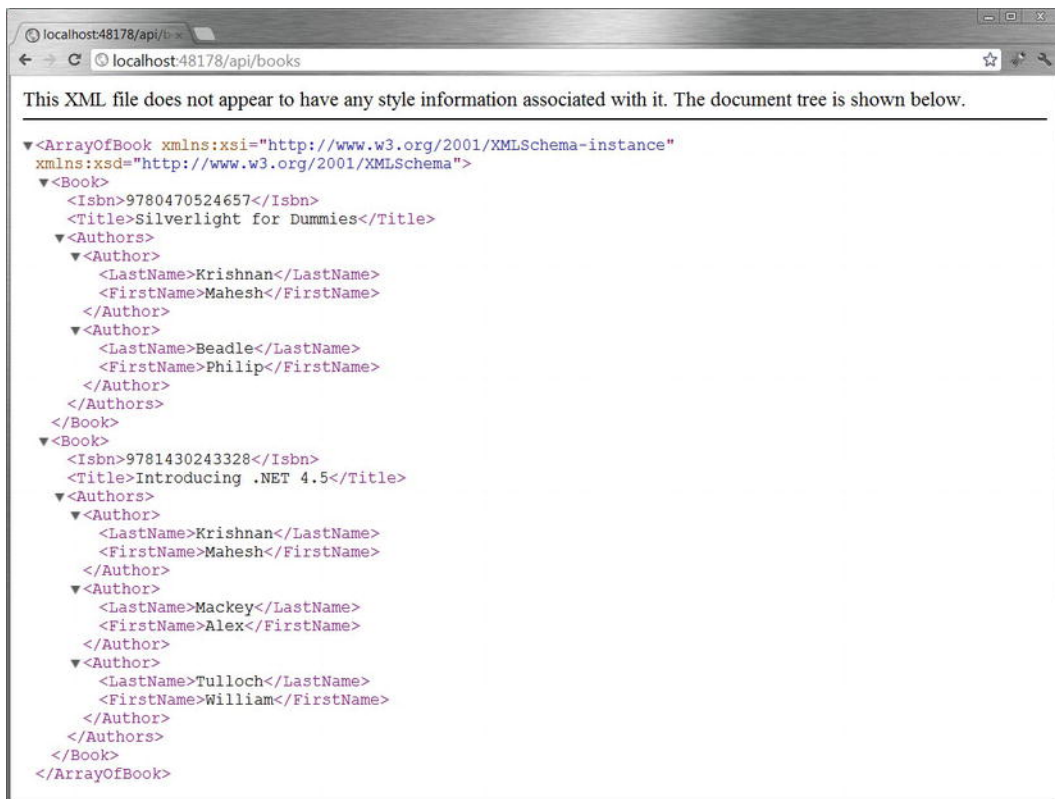 localhost:48178/api/b
localhost:48178/api/books
This XML file does not appear to have any style information associated with it. The document tree is shown below.
▼<ArrayOfBook xmlns:xsi="http://www.w3.org/2001/XMLSchema-instance"
xmlns:xsd="http://www.w3.org/2001/XMLSchema">
▼<Book>
<Isbn>9780470524657</Isbn>
<Title>Silverlight for Dummies</Title>
▼<Authors>
▼<Author>
<LastName>Krishnan</LastName>
<FirstName>Mahesh</FirstName>
</Author>
▼<Author>
<LastName>Beadle</LastName>
<FirstName>Philip</FirstName>
</Author>
</Authors>
</Book>
▼<Book>
<Isbn>9781430243328</Isbn>
<Title>Introducing .NET 4.5</Title>
▼<Authors>
▼<Author>
<LastName>Krishnan</LastName>
<FirstName>Mahesh</FirstName>
</Author>
▼<Author>
<LastName>Mackey</LastName>
<FirstName>Alex</FirstName>
</Author>
▼<Author>
<LastName>Tulloch</LastName>
<FirstName>William</FirstName>
</Author>
</Authors>
</Book>
</ArrayOfBook>